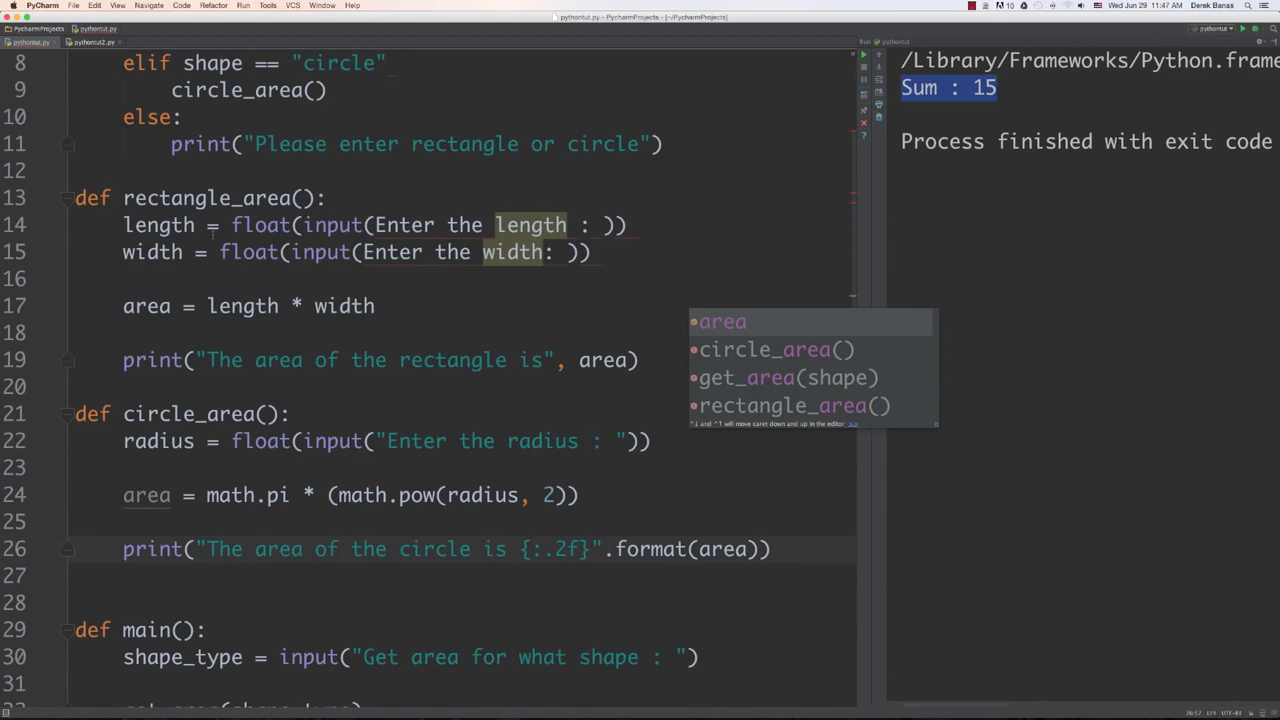 PyCharm File Edit View Navigate Code Refactor Run Tools VCS Window Help
10 Wed Jun 29 11:47 AM Derek Banas
pythontut.py - PycharmProjects - [~/PycharmProjects]
PycharmProjects pythontut.py
pythontut
pythontut.py pythontut2.py
Run pythontut
8 elif shape == "circle"
9 circle_area()
10 else:
11 print("Please enter rectangle or circle")
12
13 def rectangle_area():
14 length = float(input(Enter the length : ))
15 width = float(input(Enter the width: ))
16
17 area = length * width
18
19 print("The area of the rectangle is", area)
20
21 def circle_area():
22 radius = float(input("Enter the radius : "))
23
24 area = math.pi * (math.pow(radius, 2))
25
26 print("The area of the circle is {:.2f}".format(area))
27
28
29 def main():
30 shape_type = input("Get area for what shape : ")
31
area
circle_area()
get_area(shape)
rectangle_area()
^↓ and ^↑ will move caret down and up in the editor >>
/Library/Frameworks/Python.frame
Sum : 15
Process finished with exit code
26:57 LF÷ UTF-8÷